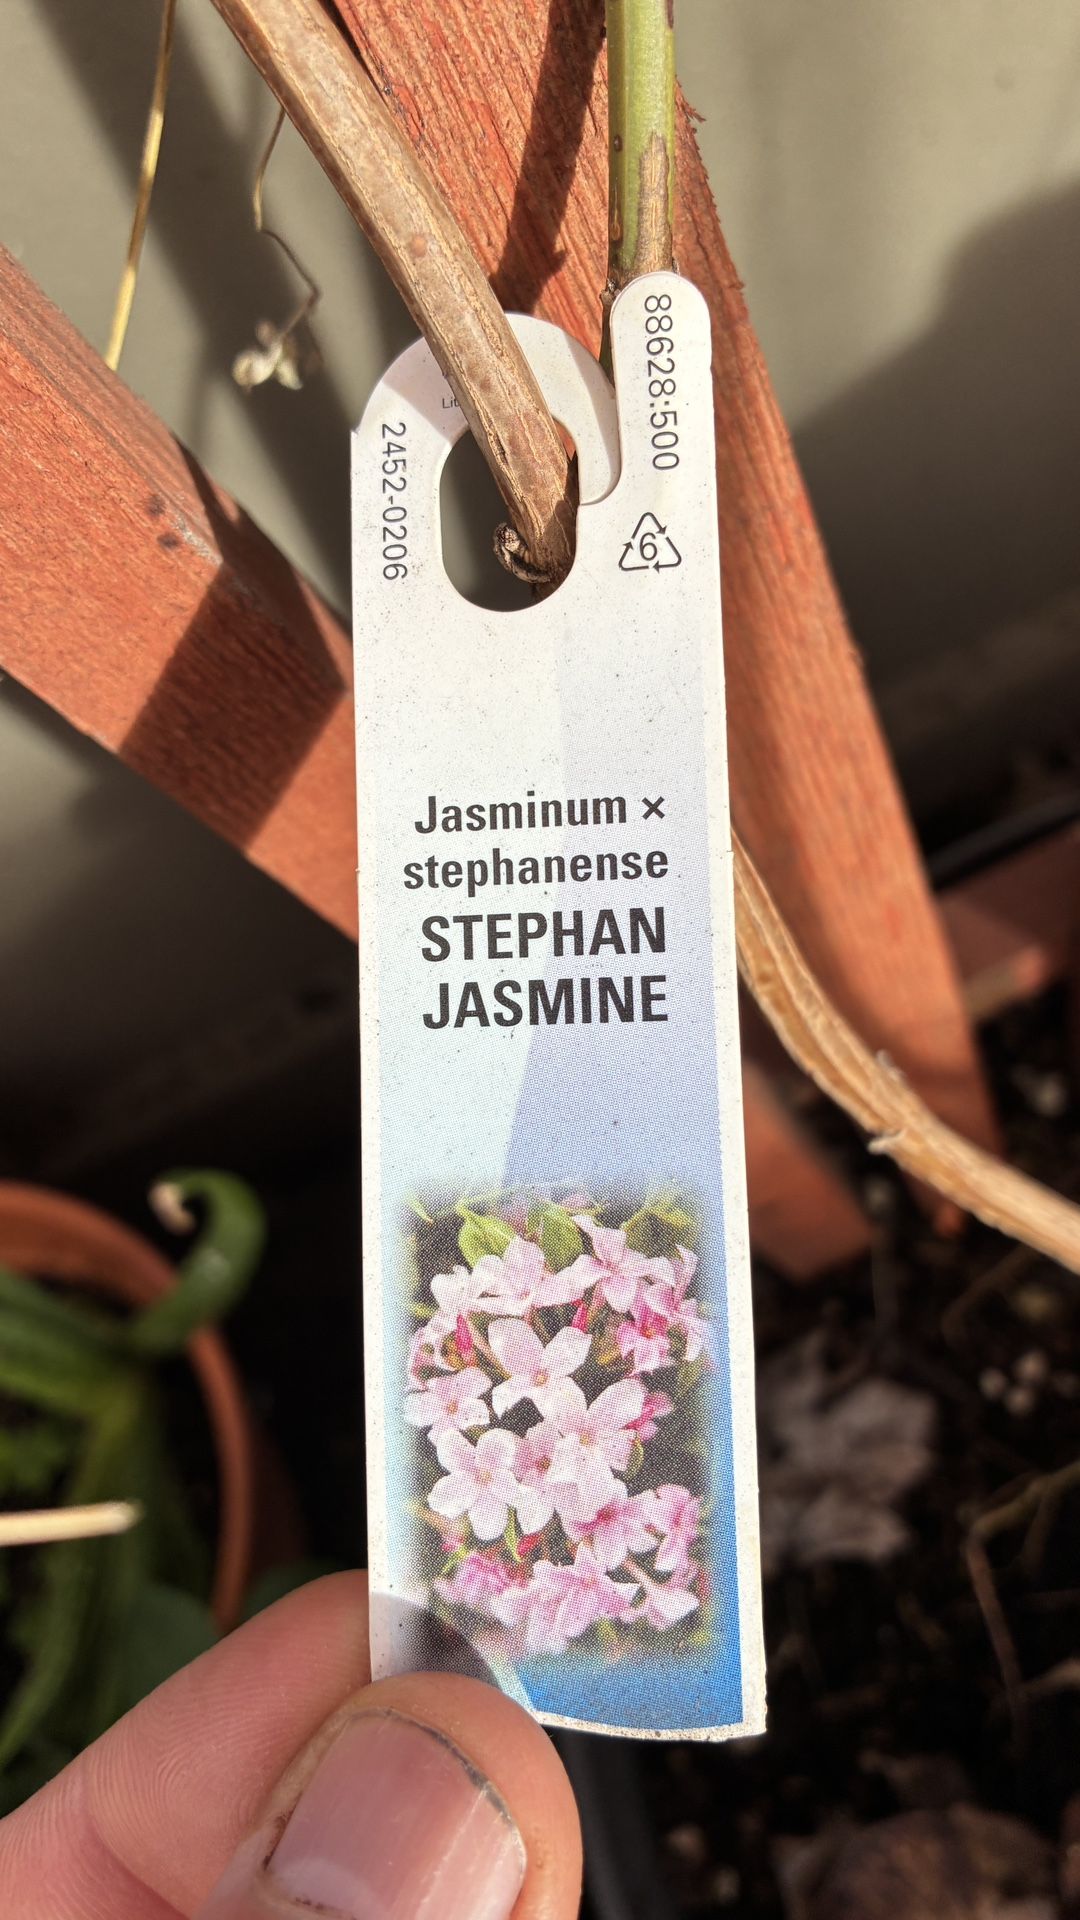 88628:500
2452-0206
6
Jasminum ×
stephanense
STEPHAN
JASMINE